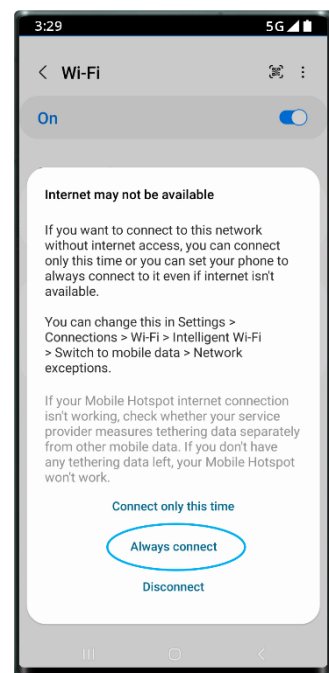 3:29 5G
Wi-Fi
On
Internet may not be available
If you want to connect to this network
without internet access, you can connect
only this time or you can set your phone to
always connect to it even if internet isn't
available.
You can change this in Settings >
Connections > Wi-Fi > Intelligent Wi-Fi
> Switch to mobile data > Network
exceptions.
If your Mobile Hotspot internet connection
isn't working, check whether your service
provider measures tethering data separately
from other mobile data. If you don't have
any tethering data left, your Mobile Hotspot
won't work.
Connect only this time
Always connect
Disconnect